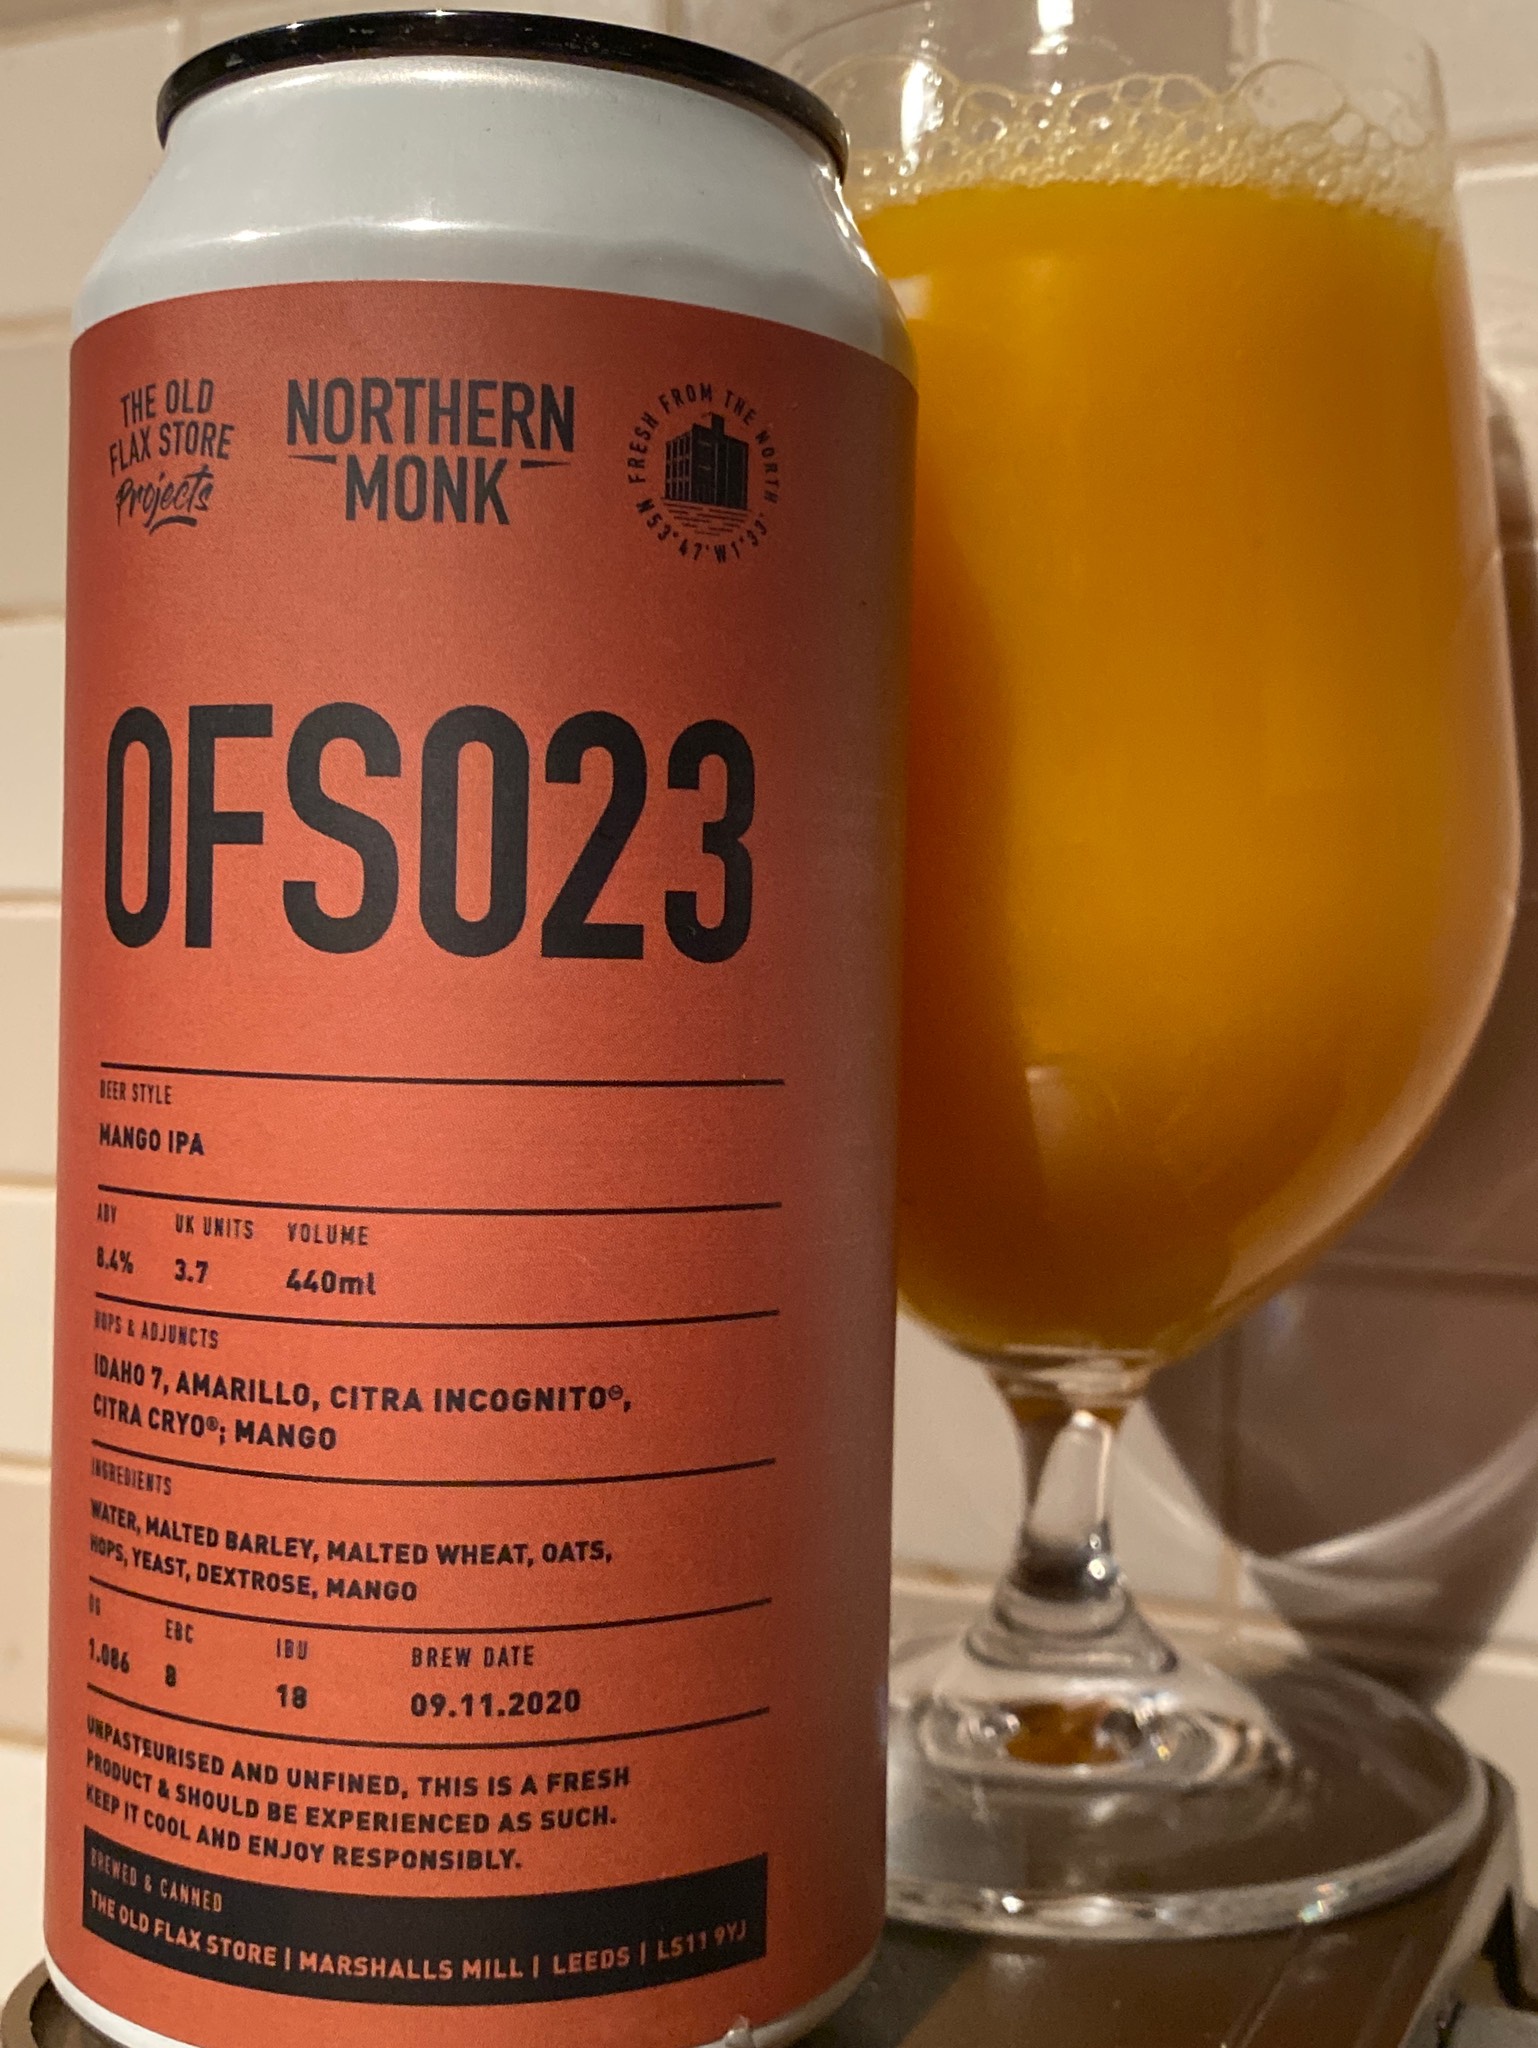 THE OLD
FLAX STORE
Projects
NORTHERN
MONK
FRESH FROM THE NORTH
N53°47'W1°33'
OFS023
BEER STYLE
MANGO IPA
ABV UK UNITS VOLUME
8.4% 3.7 440ml
HOPS & ADJUNCTS
IDAHO 7, AMARILLO, CITRA INCOGNITO®,
CITRA CRYO®; MANGO
INGREDIENTS
WATER, MALTED BARLEY, MALTED WHEAT, OATS,
HOPS, YEAST, DEXTROSE, MANGO
OG EBC IBU BREW DATE
1.086 8 18 09.11.2020
UNPASTEURISED AND UNFINED, THIS IS A FRESH
PRODUCT & SHOULD BE EXPERIENCED AS SUCH.
KEEP IT COOL AND ENJOY RESPONSIBLY.
BREWED & CANNED
THE OLD FLAX STORE | MARSHALLS MILL | LEEDS | LS11 9YJ